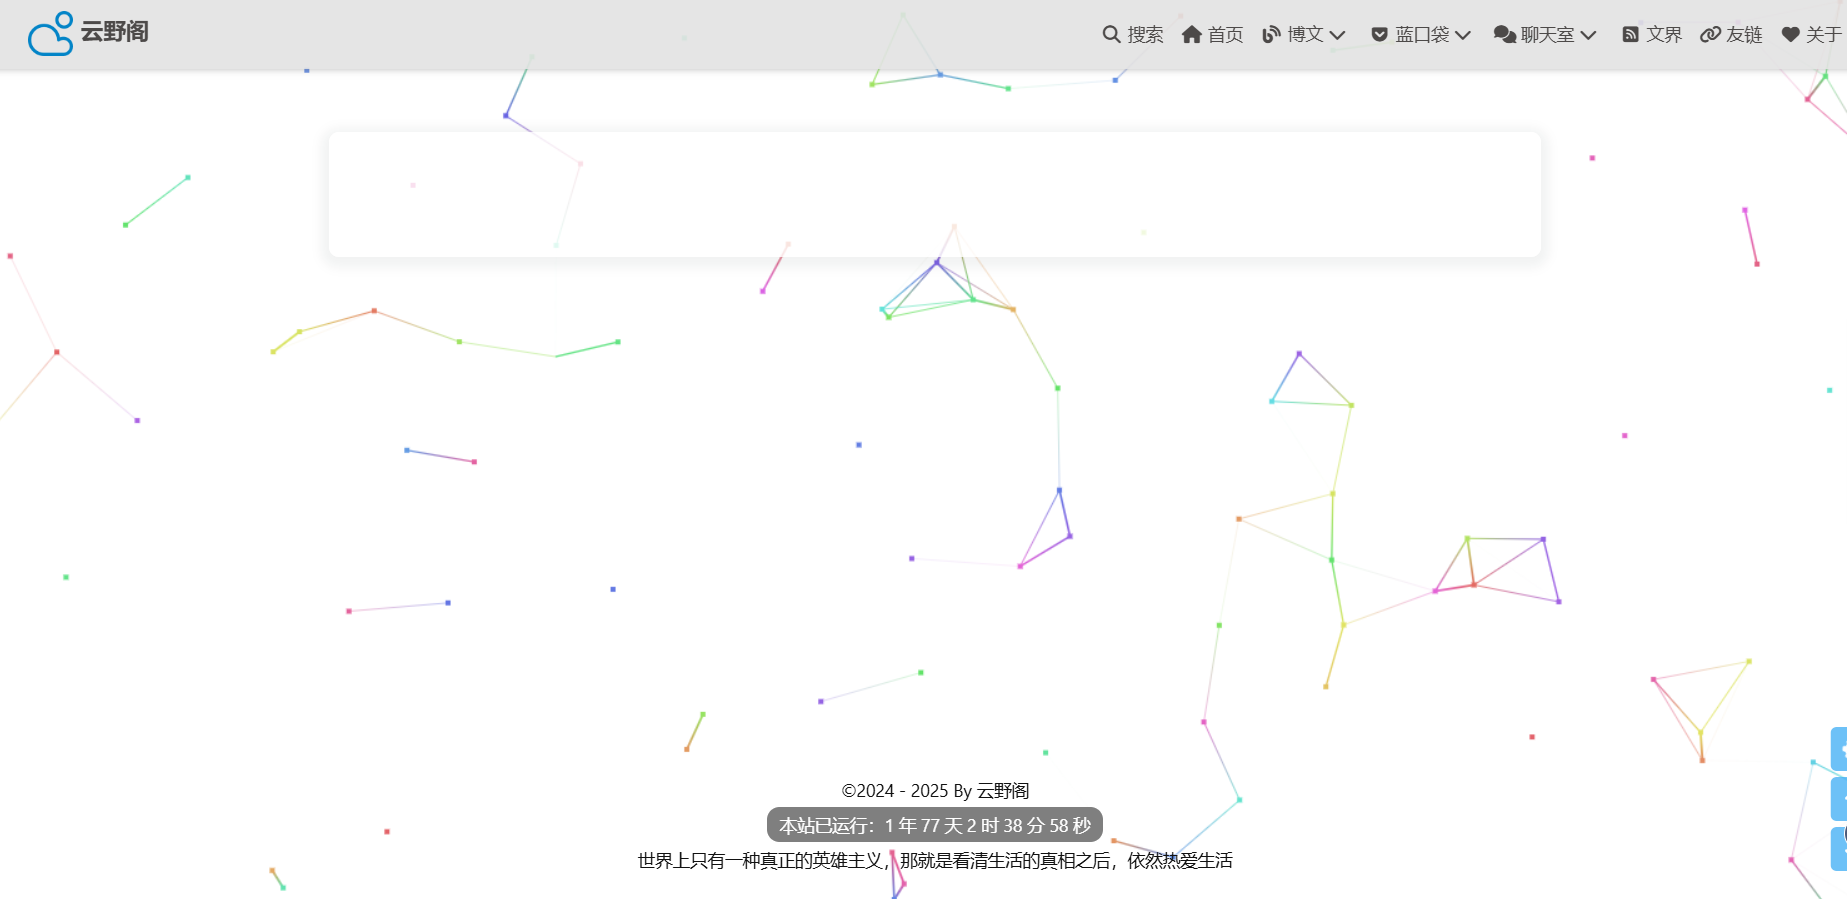 云野阁
搜索 首页 博文 蓝口袋 聊天室 文界 友链 关于
©2024 - 2025 By 云野阁
本站已运行：1 年 77 天 2 时 38 分 58 秒
世界上只有一种真正的英雄主义，那就是看清生活的真相之后，依然热爱生活